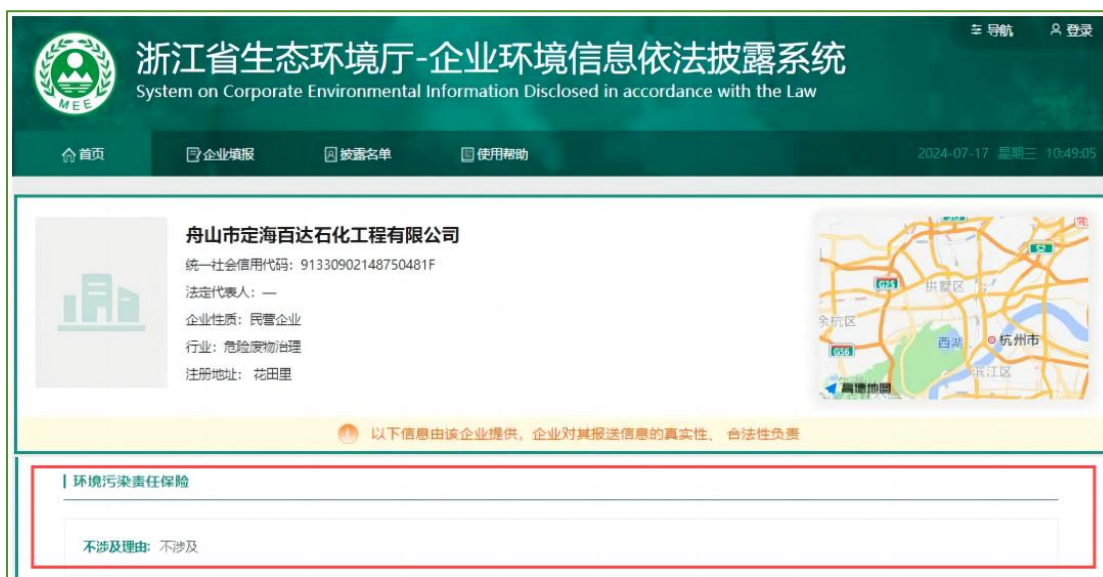 导航 登录
浙江省生态环境厅-企业环境信息依法披露系统
System on Corporate Environmental Information Disclosed in accordance with the Law
MEE
首页 企业填报 披露名单 使用帮助 2024-07-17 星期三 10:49:05
舟山市定海百达石化工程有限公司
统一社会信用代码: 91330902148750481F
法定代表人: —
企业性质: 民营企业
行业: 危险废物治理
注册地址: 花田里
S2
G25
拱墅区
余杭区
西湖
杭州市
G56
滨江区
高德地图
以下信息由该企业提供, 企业对其报送信息的真实性、 合法性负责
环境污染责任保险
不涉及理由: 不涉及